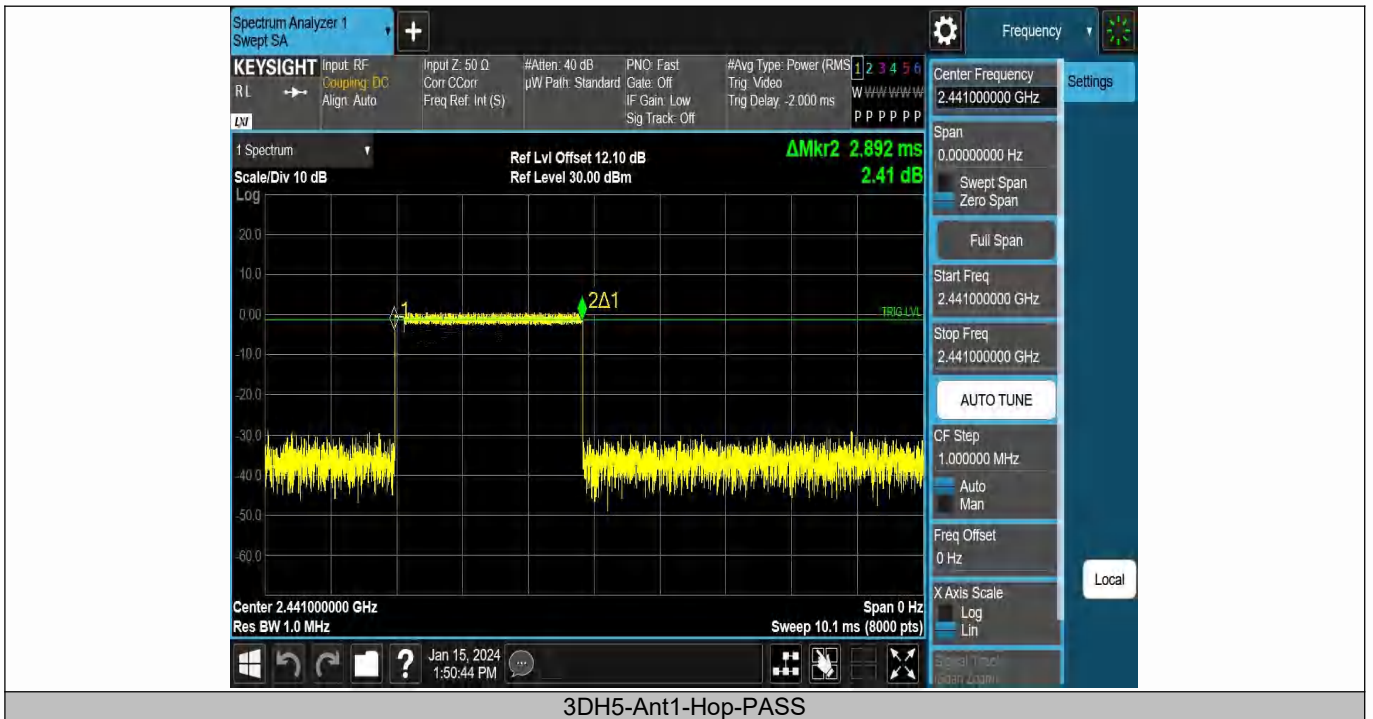 Spectrum Analyzer 1
Swept SA
+
Frequency
KEYSIGHT
Input: RF
Coupling: DC
Align: Auto
Input Z: 50 Ω
Corr CCorr
Freq Ref: Int (S)
#Atten: 40 dB
µW Path: Standard
PNO: Fast
Gate: Off
IF Gain: Low
Sig Track: Off
#Avg Type: Power (RMS
Trig: Video
Trig Delay: -2.000 ms
1 2 3 4 5 6
W W W W W W
P P P P P P
RL
LXI
Center Frequency
2.441000000 GHz
Settings
Span
0.00000000 Hz
Swept Span
Zero Span
Full Span
Start Freq
2.441000000 GHz
Stop Freq
2.441000000 GHz
AUTO TUNE
CF Step
1.000000 MHz
Auto
Man
Freq Offset
0 Hz
X Axis Scale
Log
Lin
Signal Track
(Span Zoom)
Local
1 Spectrum
Scale/Div 10 dB
Log
Ref Lvl Offset 12.10 dB
Ref Level 30.00 dBm
ΔMkr2 2.892 ms
2.41 dB
20.0
10.0
0.00
-10.0
-20.0
-30.0
-40.0
-50.0
-60.0
1
2Δ1
TRIG LVL
Center 2.441000000 GHz
Res BW 1.0 MHz
Span 0 Hz
Sweep 10.1 ms (8000 pts)
?
Jan 15, 2024
1:50:44 PM
3DH5-Ant1-Hop-PASS